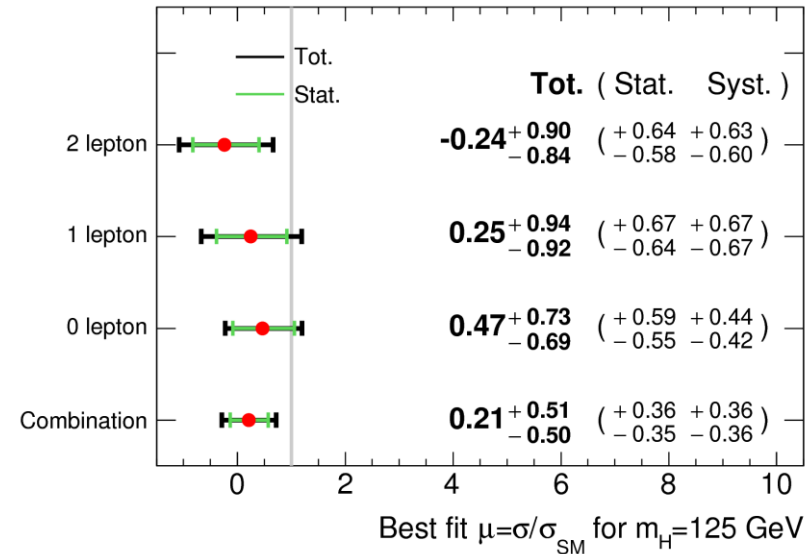 Tot.
Stat.
Tot. ( Stat. Syst. )
2 lepton -0.24 + 0.90 - 0.84 ( + 0.64 - 0.58 + 0.63 - 0.60 )
1 lepton 0.25 + 0.94 - 0.92 ( + 0.67 - 0.64 + 0.67 - 0.67 )
0 lepton 0.47 + 0.73 - 0.69 ( + 0.59 - 0.55 + 0.44 - 0.42 )
Combination 0.21 + 0.51 - 0.50 ( + 0.36 - 0.35 + 0.36 - 0.36 )
0 2 4 6 8 10
Best fit μ=σ/σ_SM for m_H=125 GeV